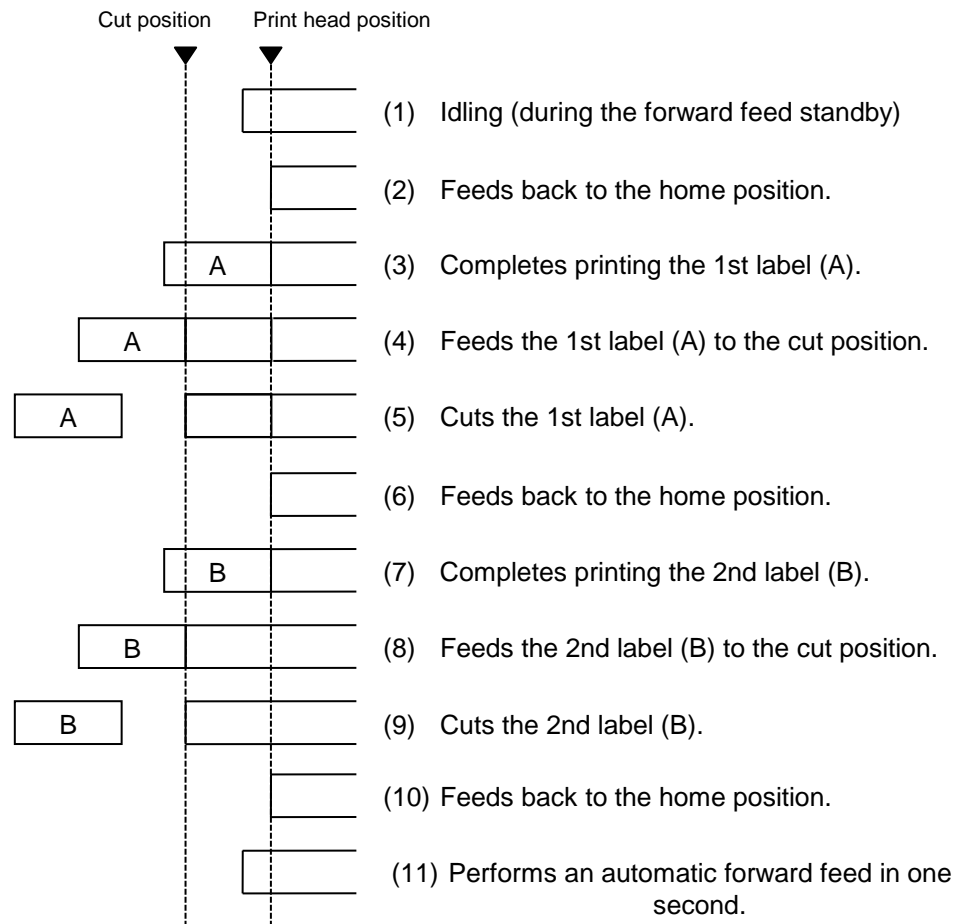 Cut position Print head position
(1) Idling (during the forward feed standby)
(2) Feeds back to the home position.
A (3) Completes printing the 1st label (A).
A (4) Feeds the 1st label (A) to the cut position.
A (5) Cuts the 1st label (A).
(6) Feeds back to the home position.
B (7) Completes printing the 2nd label (B).
B (8) Feeds the 2nd label (B) to the cut position.
B (9) Cuts the 2nd label (B).
(10) Feeds back to the home position.
(11) Performs an automatic forward feed in one
second.